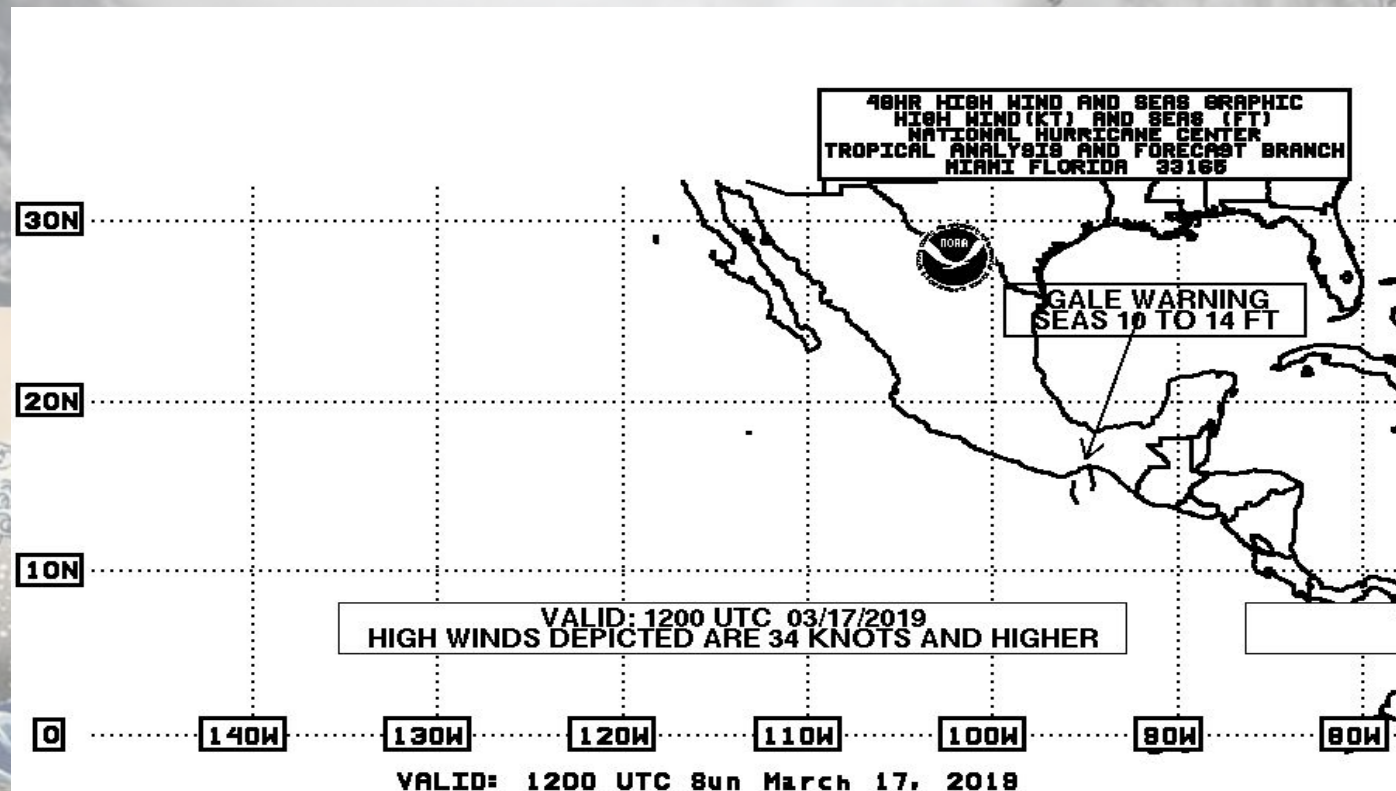 48HR HIGH WIND AND SEAS GRAPHIC
HIGH WIND(KT) AND SEAS (FT)
NATIONAL HURRICANE CENTER
TROPICAL ANALYSIS AND FORECAST BRANCH
MIAMI FLORIDA 33165
30N
NOAA
GALE WARNING
SEAS 10 TO 14 FT
20N
10N
VALID: 1200 UTC 03/17/2019
HIGH WINDS DEPICTED ARE 34 KNOTS AND HIGHER
0
140W
130W
120W
110W
100W
90W
80W
VALID: 1200 UTC Sun March 17, 2019